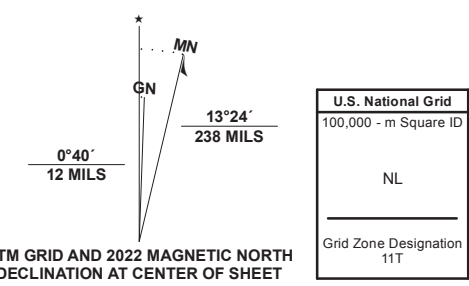 ★
MN
GN
13°24´
238 MILS
0°40´
12 MILS
TM GRID AND 2022 MAGNETIC NORTH
DECLINATION AT CENTER OF SHEET
U.S. National Grid
100,000 - m Square ID
NL
Grid Zone Designation
11T